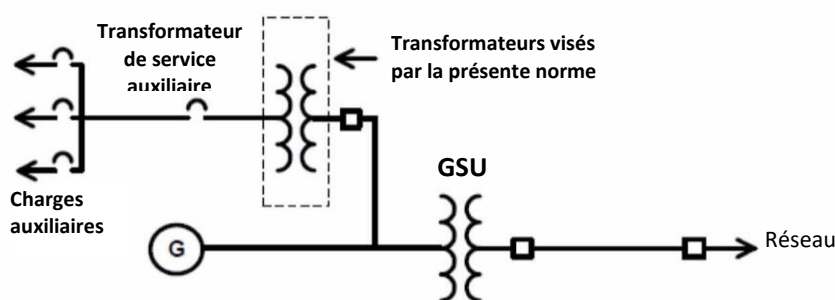 Transformateur
de service
auxiliaire
Transformateurs visés
par la présente norme
GSU
Charges
auxiliaires
G
Réseau